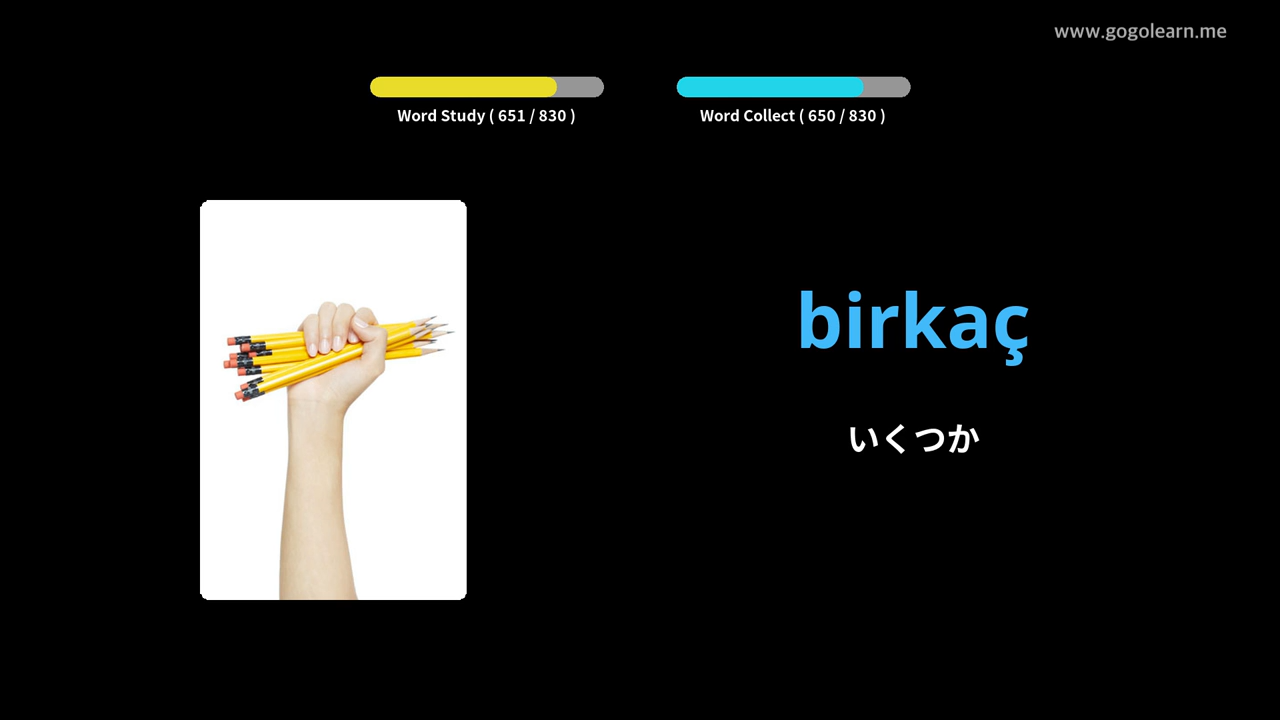 www.gogolearn.me
Word Study ( 651 / 830 )
Word Collect ( 650 / 830 )
birkaç
いくつか